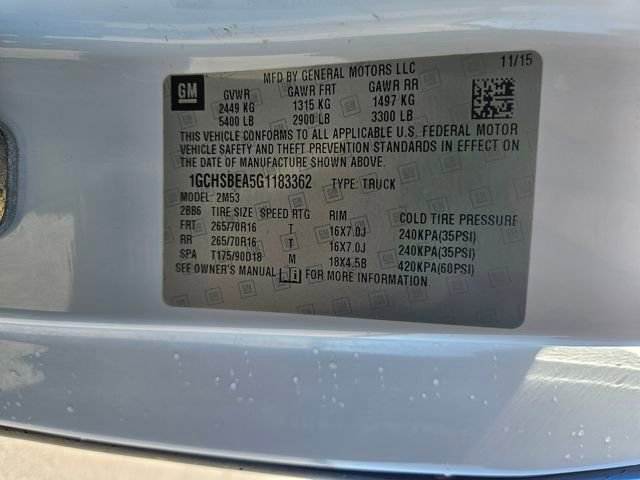 MFD BY GENERAL MOTORS LLC 11/15
GM
GVWR GAWR FRT GAWR RR
2449 KG 1315 KG 1497 KG
5400 LB 2900 LB 3300 LB
THIS VEHICLE CONFORMS TO ALL APPLICABLE U.S. FEDERAL MOTOR
VEHICLE SAFETY AND THEFT PREVENTION STANDARDS IN EFFECT ON
THE DATE OF MANUFACTURE SHOWN ABOVE.
1GCHSBEA5G1183362 TYPE: TRUCK
MODEL: 2M53
2BB6 TIRE SIZE SPEED RTG RIM COLD TIRE PRESSURE
FRT 265/70R16 T 16X7.0J 240KPA(35PSI)
RR 265/70R16 T 16X7.0J 240KPA(35PSI)
SPA T175/90D18 M 18X4.5B 420KPA(60PSI)
SEE OWNER'S MANUAL i FOR MORE INFORMATION.